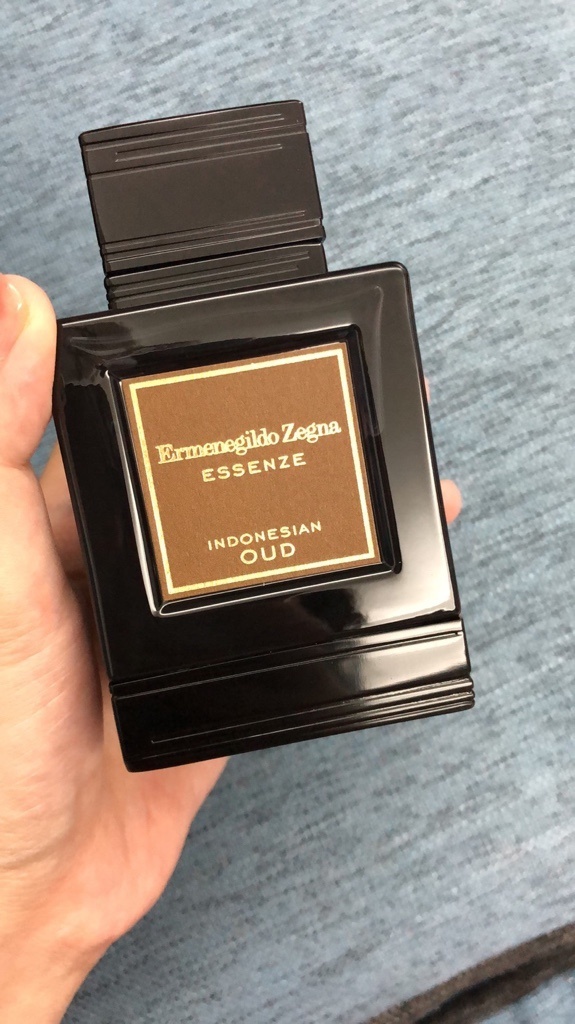 Ermenegildo Zegna
ESSENZE
INDONESIAN
OUD